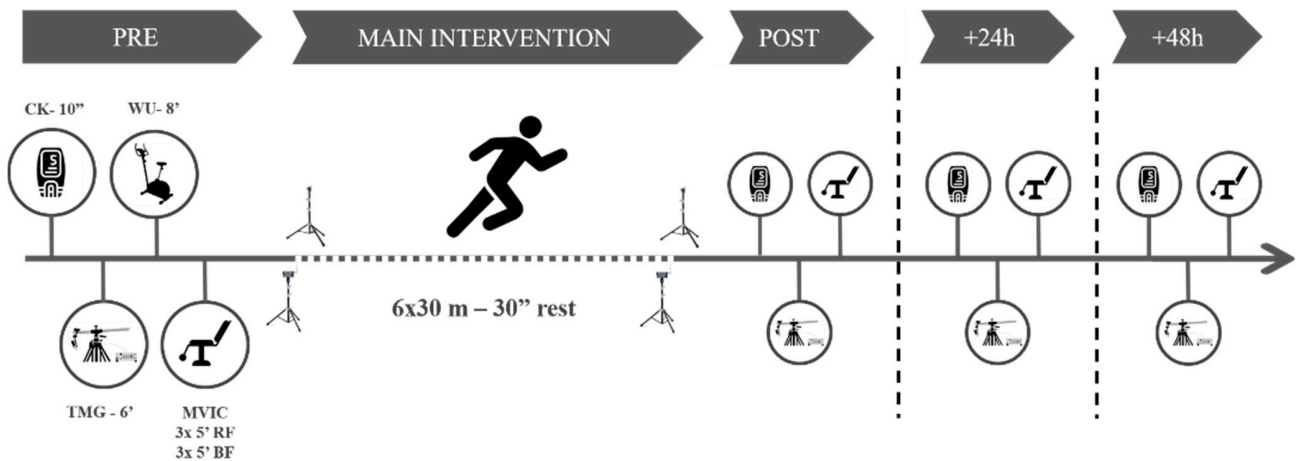 PRE
MAIN INTERVENTION
POST
+24h
+48h
CK- 10”
WU- 8’
6x30 m – 30” rest
TMG - 6’
MVIC
3x 5’ RF
3x 5’ BF